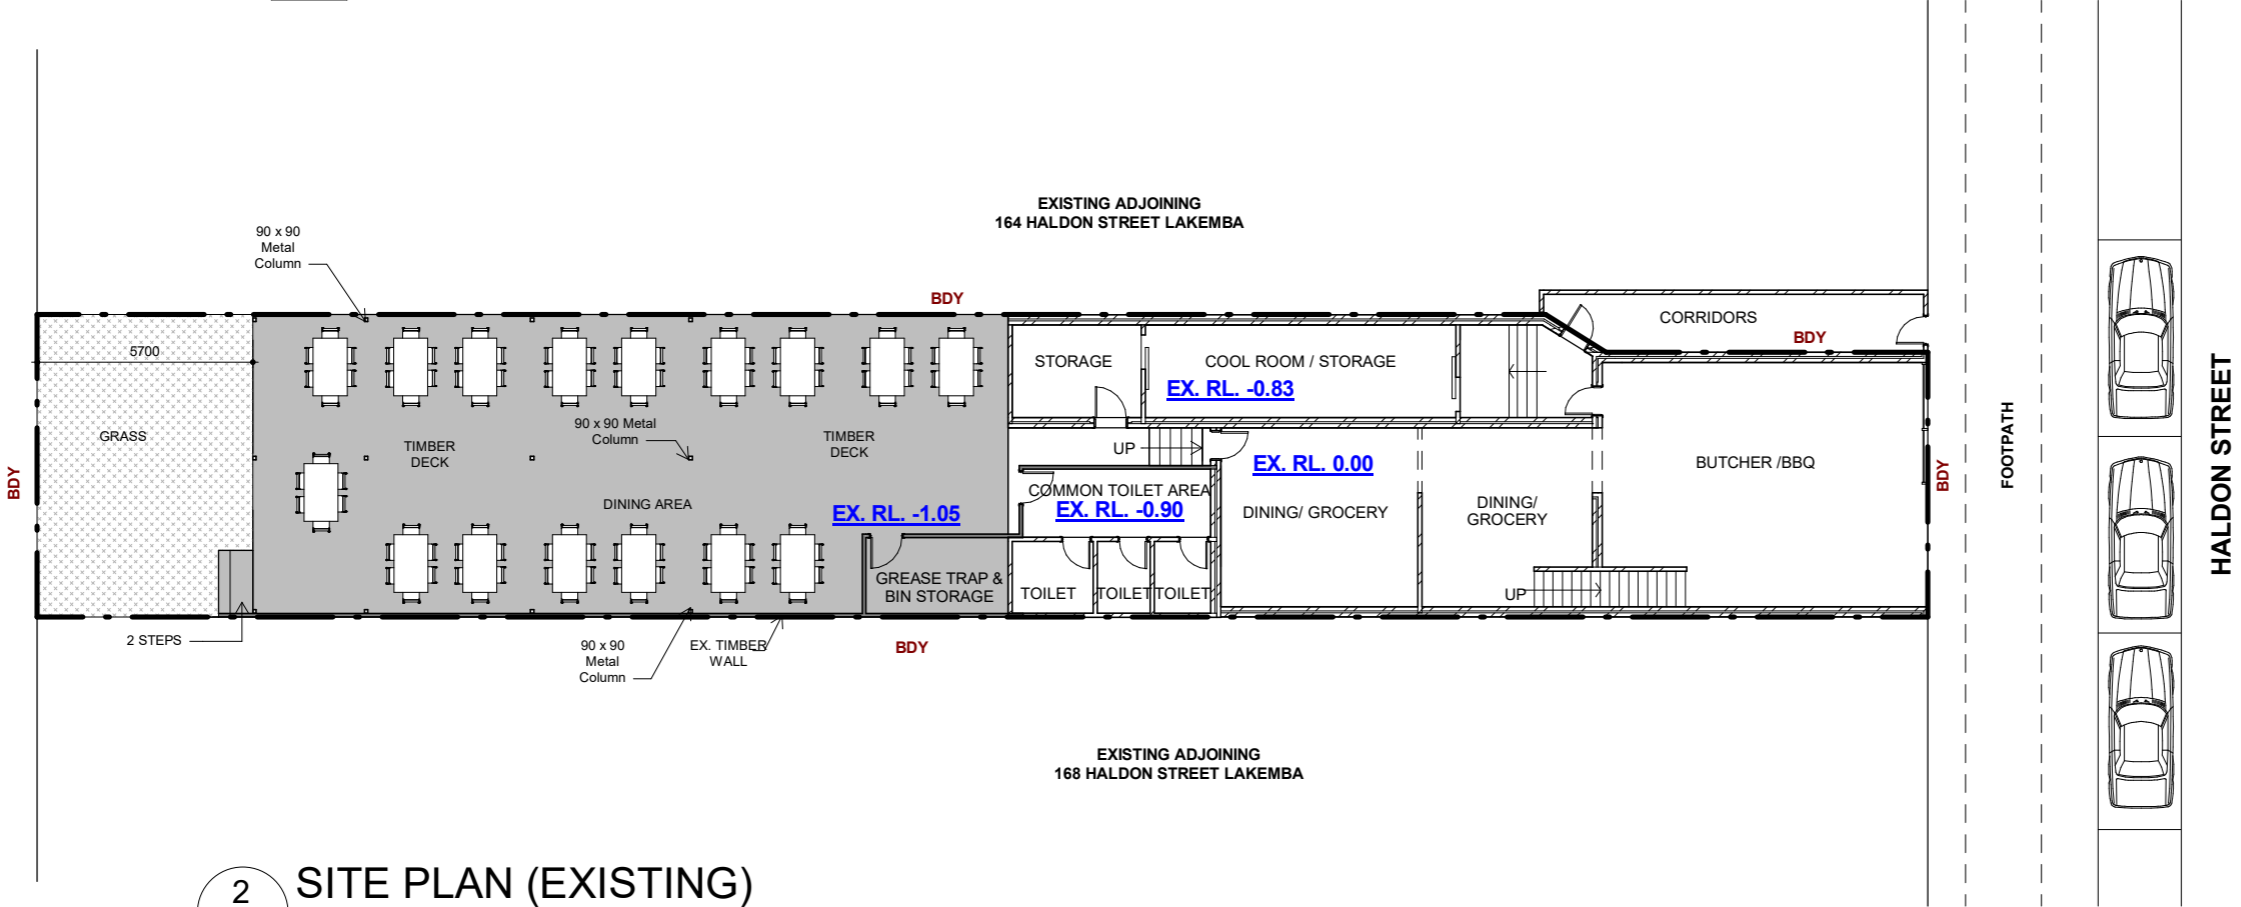 EXISTING ADJOINING
164 HALDON STREET LAKEMBA
90 x 90
Metal
Column
BDY
CORRIDORS
BDY
5700
STORAGE
COOL ROOM / STORAGE
EX. RL. -0.83
GRASS
TIMBER
DECK
90 x 90 Metal
Column
TIMBER
DECK
UP
EX. RL. 0.00
BUTCHER /BBQ
BDY
BDY
FOOTPATH
HALDON STREET
DINING AREA
EX. RL. -1.05
COMMON TOILET AREA
EX. RL. -0.90
DINING/ GROCERY
DINING/
GROCERY
GREASE TRAP &
BIN STORAGE
TOILET
TOILET
TOILET
UP
2 STEPS
90 x 90
Metal
Column
EX. TIMBER
WALL
BDY
EXISTING ADJOINING
168 HALDON STREET LAKEMBA
2
SITE PLAN (EXISTING)